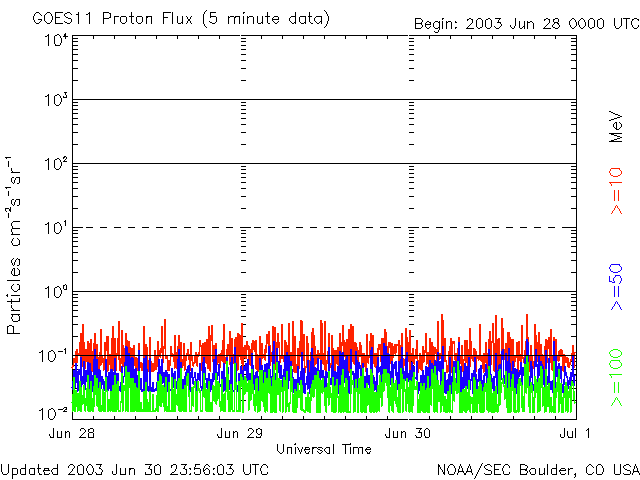 GOES11 Proton Flux (5 minute data)
Begin: 2003 Jun 28 0000 UTC
Particles cm⁻²s⁻¹sr⁻¹
10⁴
10³
10²
10¹
10⁰
10⁻¹
10⁻²
MeV
>=10
>=50
>=100
Jun 28
Jun 29
Jun 30
Jul 1
Universal Time
Updated 2003 Jun 30 23:56:03 UTC
NOAA/SEC Boulder, CO USA